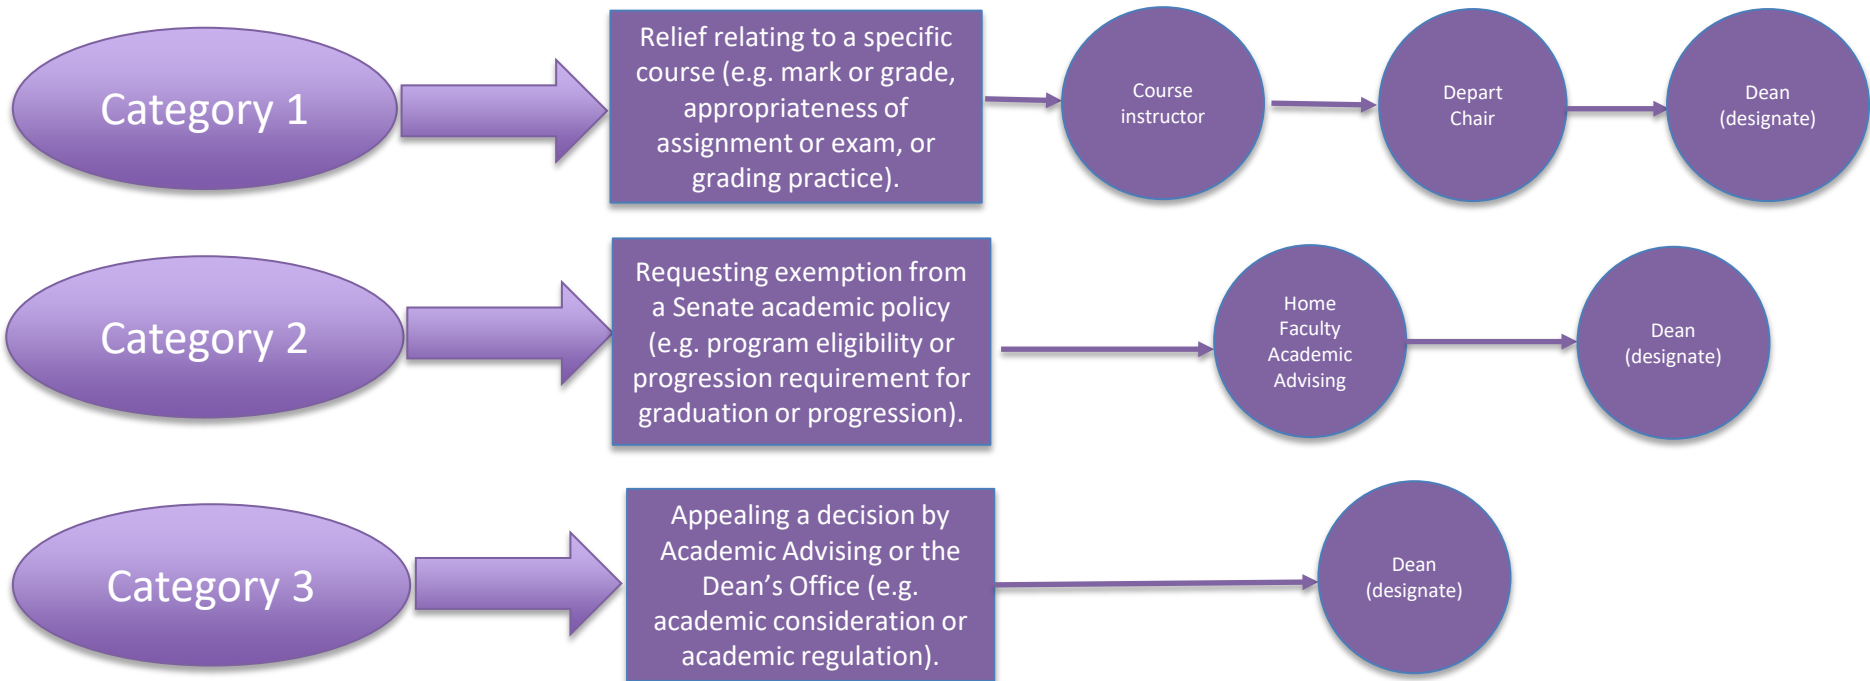 Category 1
Relief relating to a specific
course (e.g. mark or grade,
appropriateness of
assignment or exam, or
grading practice).
Course
instructor
Depart
Chair
Dean
(designate)
Category 2
Requesting exemption from
a Senate academic policy
(e.g. program eligibility or
progression requirement for
graduation or progression).
Home
Faculty
Academic
Advising
Dean
(designate)
Category 3
Appealing a decision by
Academic Advising or the
Dean’s Office (e.g.
academic consideration or
academic regulation).
Dean
(designate)